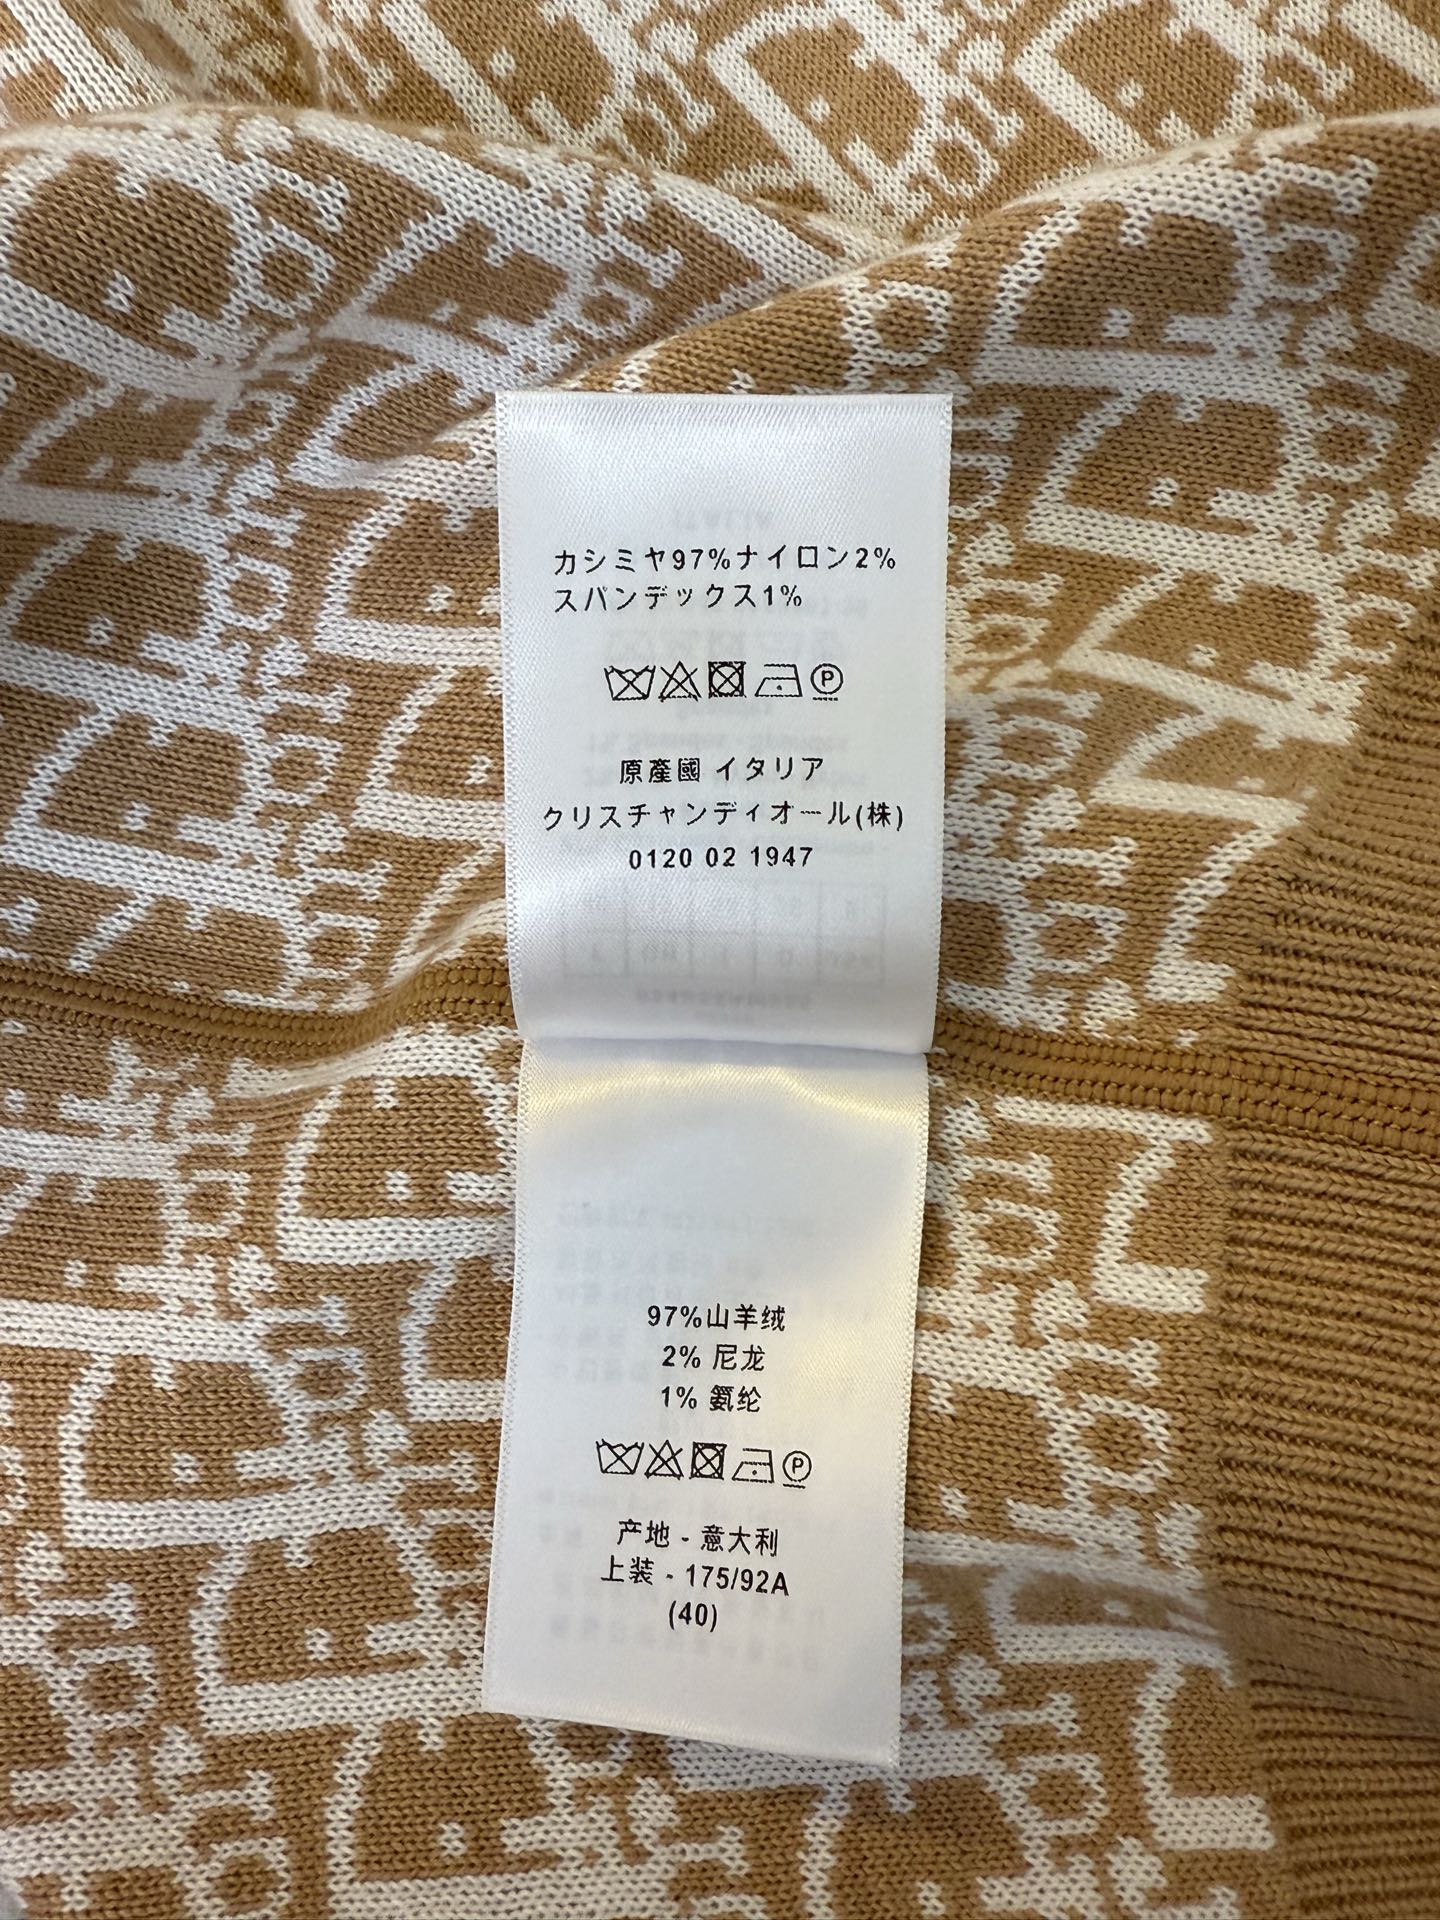 カシミヤ97%ナイロン2%
スパンデックス1%
P
原産國 イタリア
クリスチャンディオール(株)
0120 02 1947
97%山羊绒
2% 尼龙
1% 氨纶
P
产地 - 意大利
上装 - 175/92A
(40)